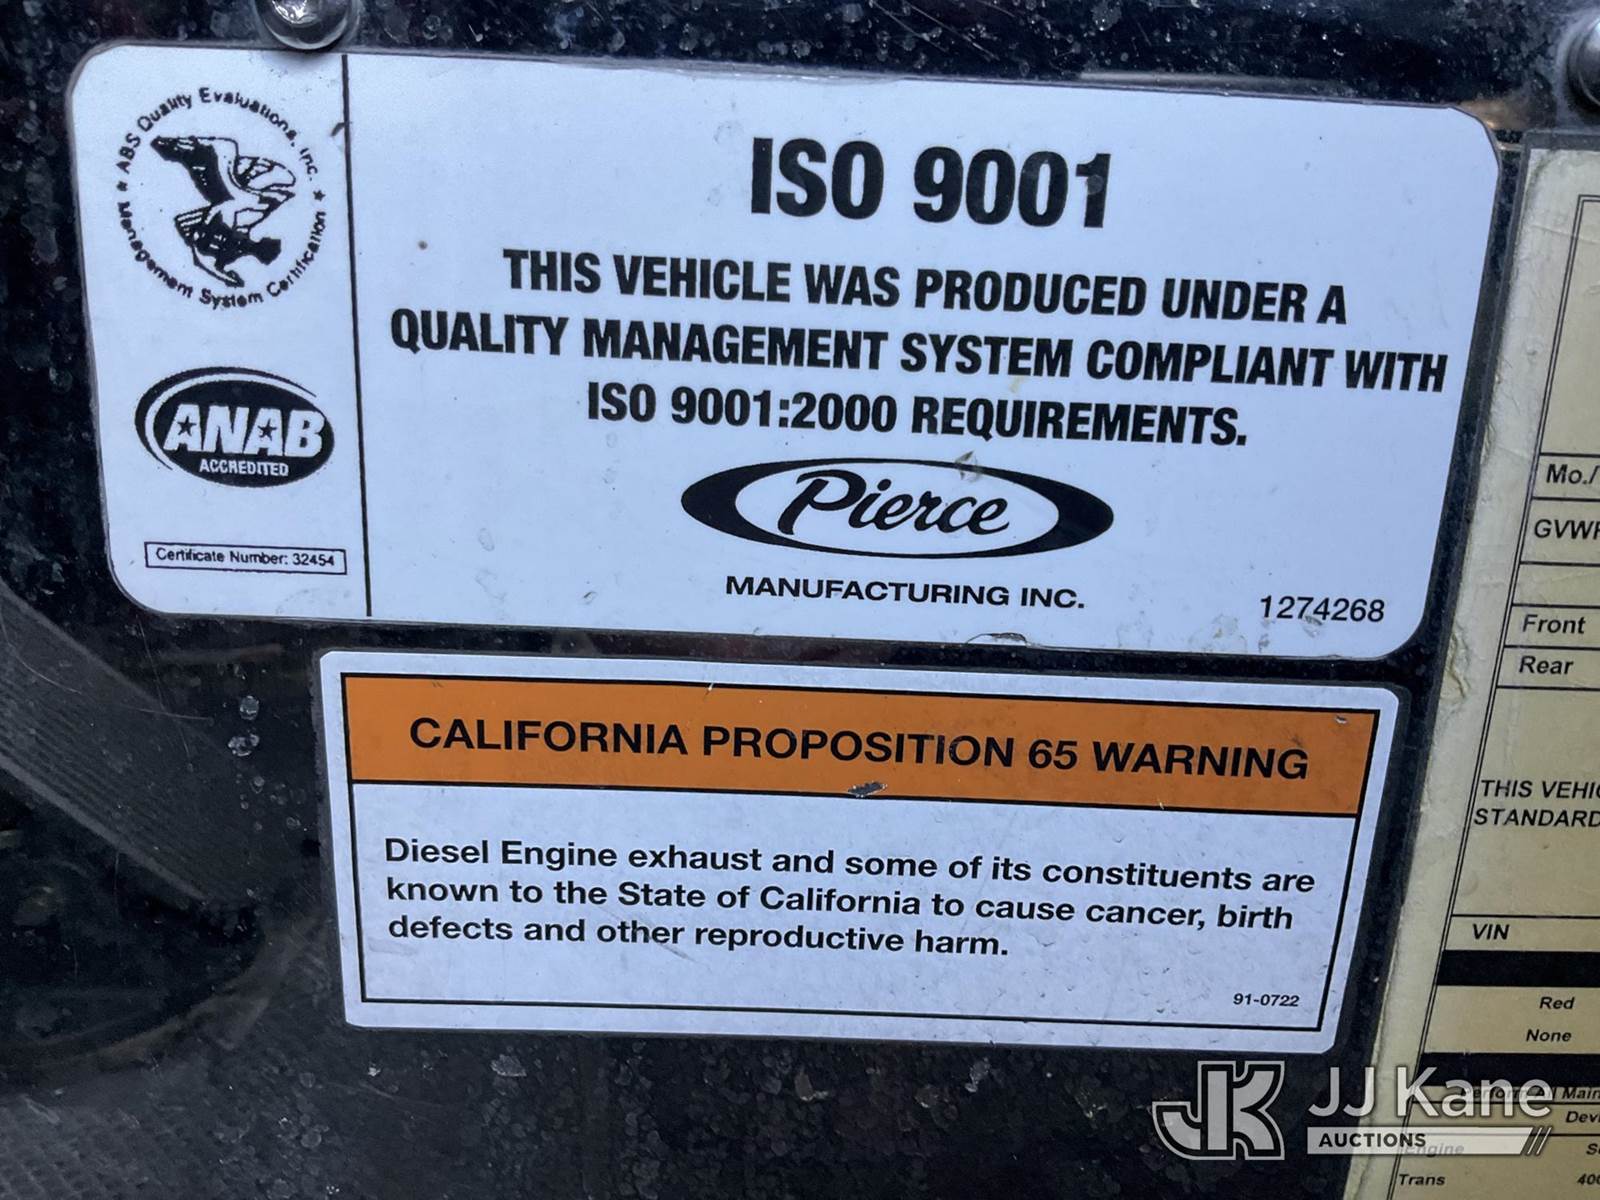 ABS Quality Evaluations, Inc.
Management System Certification
ANAB
ACCREDITED
Certificate Number: 32454
ISO 9001
THIS VEHICLE WAS PRODUCED UNDER A
QUALITY MANAGEMENT SYSTEM COMPLIANT WITH
ISO 9001:2000 REQUIREMENTS.
Pierce
MANUFACTURING INC.
1274268
CALIFORNIA PROPOSITION 65 WARNING
Diesel Engine exhaust and some of its constituents are
known to the State of California to cause cancer, birth
defects and other reproductive harm.
91-0722
Mo./
Front
Rear
THIS
STANDARD
VIN
Red
None
Engine
Trans
JK
JJ Kane
AUCTIONS